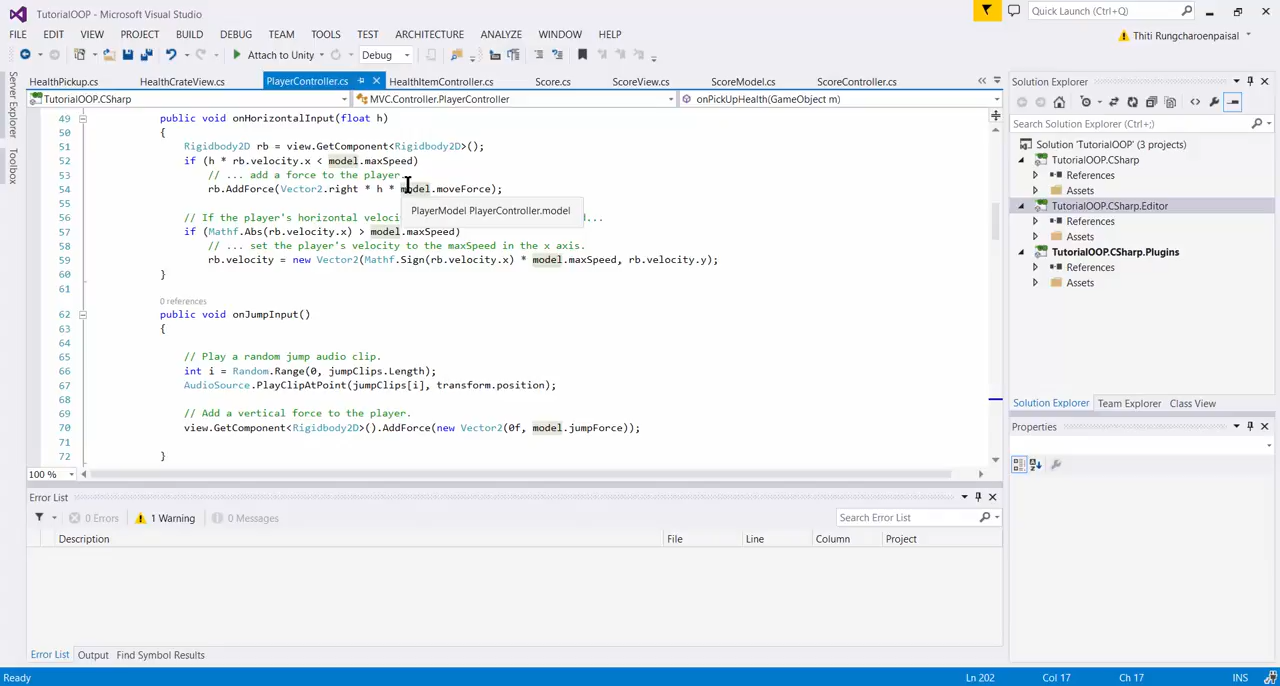 TutorialOOP - Microsoft Visual Studio
Quick Launch (Ctrl+Q)
FILE EDIT VIEW PROJECT BUILD DEBUG TEAM TOOLS TEST ARCHITECTURE ANALYZE WINDOW HELP
Thiti Rungcharoenpaisal
Attach to Unity Debug
HealthPickup.cs HealthCrateView.cs PlayerController.cs HealthItemController.cs Score.cs ScoreView.cs ScoreModel.cs ScoreController.cs
TutorialOOP.CSharp MVC.Controller.PlayerController onPickUpHealth(GameObject m)
Server Explorer
Toolbox
49 public void onHorizontalInput(float h)
50 {
51 Rigidbody2D rb = view.GetComponent<Rigidbody2D>();
52 if (h * rb.velocity.x < model.maxSpeed)
53 // ... add a force to the player.
54 rb.AddForce(Vector2.right * h * model.moveForce);
55
PlayerModel PlayerController.model
56 // If the player's horizontal veloci d...
57 if (Mathf.Abs(rb.velocity.x) > model.maxSpeed)
58 // ... set the player's velocity to the maxSpeed in the x axis.
59 rb.velocity = new Vector2(Mathf.Sign(rb.velocity.x) * model.maxSpeed, rb.velocity.y);
60 }
61
0 references
62 public void onJumpInput()
63 {
64
65 // Play a random jump audio clip.
66 int i = Random.Range(0, jumpClips.Length);
67 AudioSource.PlayClipAtPoint(jumpClips[i], transform.position);
68
69 // Add a vertical force to the player.
70 view.GetComponent<Rigidbody2D>().AddForce(new Vector2(0f, model.jumpForce));
71
72 }
100 %
Solution Explorer
Search Solution Explorer (Ctrl+;)
Solution 'TutorialOOP' (3 projects)
TutorialOOP.CSharp
References
Assets
TutorialOOP.CSharp.Editor
References
Assets
TutorialOOP.CSharp.Plugins
References
Assets
Solution Explorer Team Explorer Class View
Properties
Error List
0 Errors 1 Warning 0 Messages
Search Error List
Description File Line Column Project
Error List Output Find Symbol Results
Ready Ln 202 Col 17 Ch 17 INS